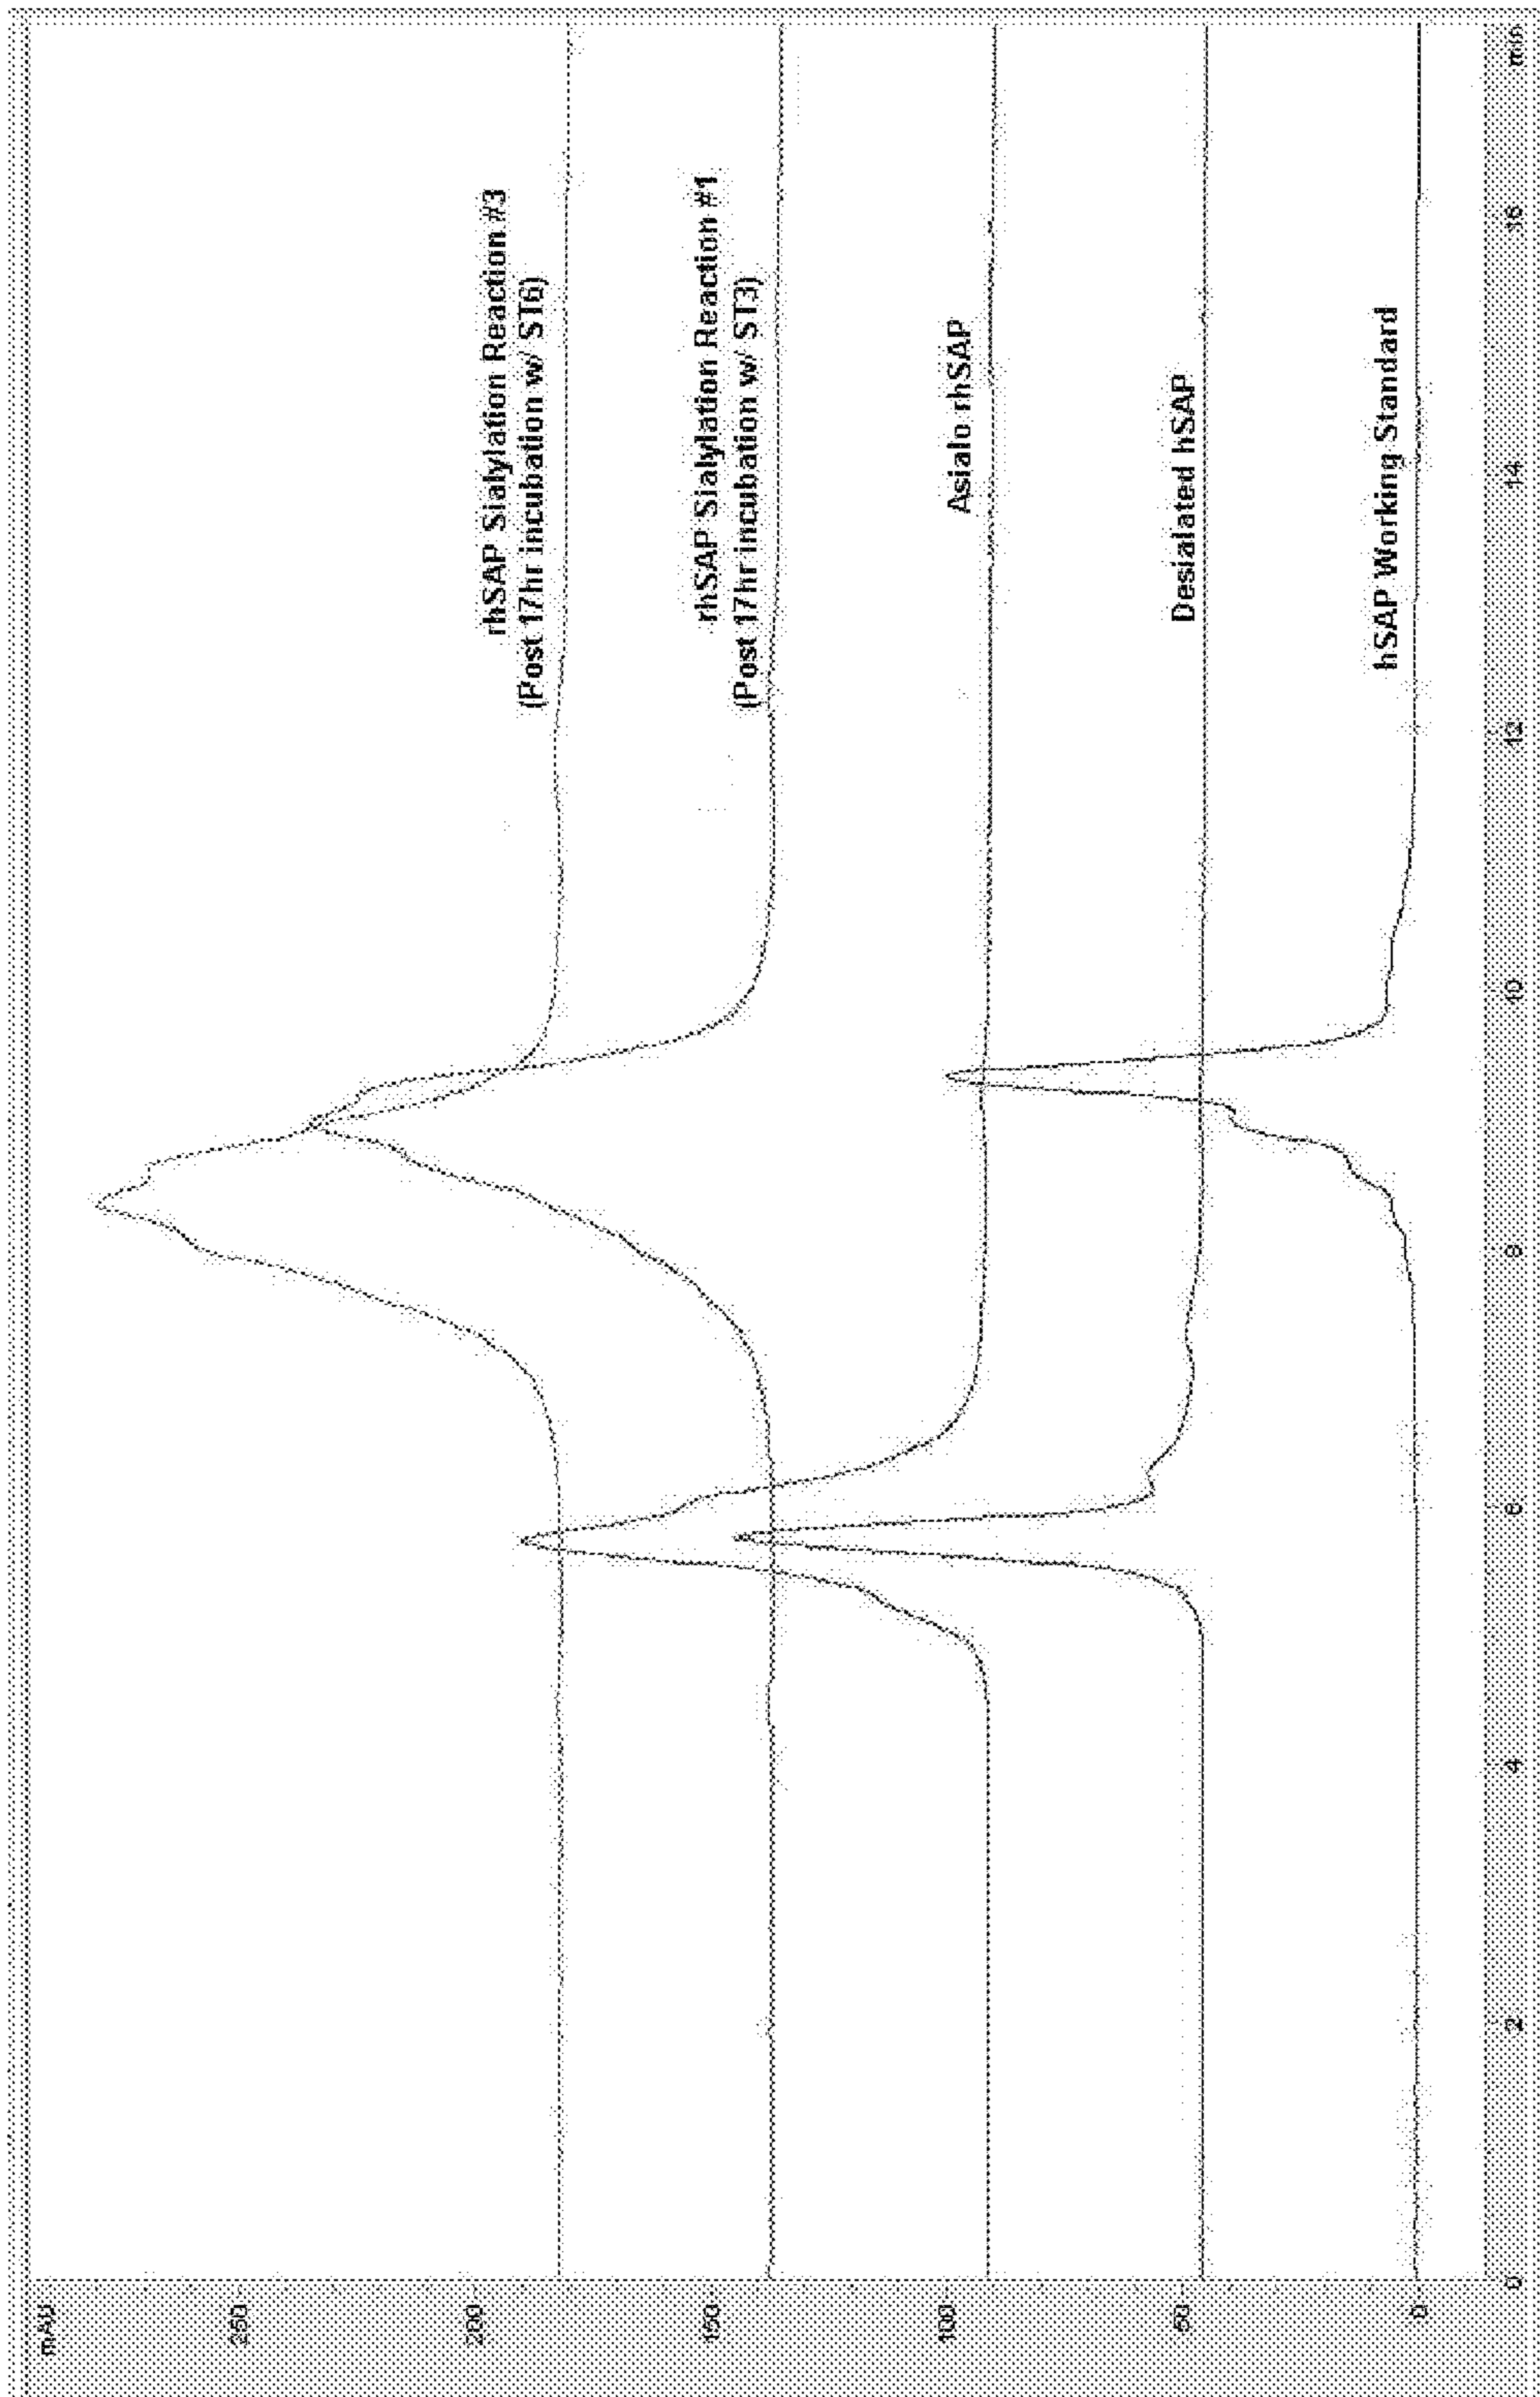 mAU
250
200
150
100
50
0
rhSAP Sialylation Reaction #3
(Post 17hr incubation w/ ST6)
rhSAP Sialylation Reaction #1
(Post 17hr incubation w/ ST3)
Asialo rhSAP
Desialated hSAP
hSAP Working Standard
0
2
4
6
8
10
12
14
16
min